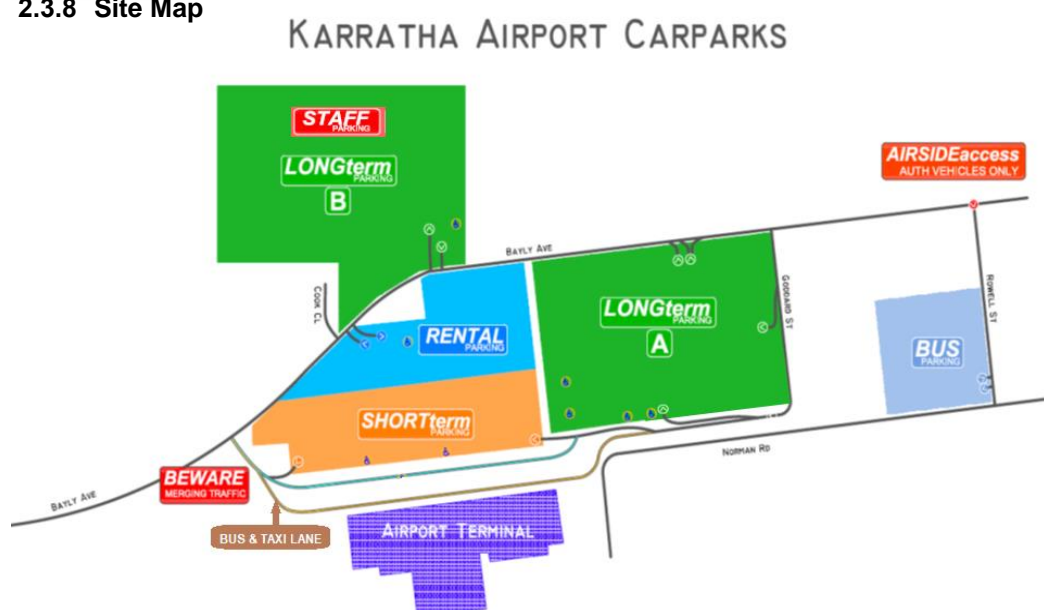 2.3.8 Site Map
KARRATHA AIRPORT CARPARKS
STAFF
PARKING
LONGterm
PARKING
B
AIRSIDEaccess
AUTH VEHICLES ONLY
BAYLY AVE
COOK CL
LONGterm
PARKING
A
GODDARD ST
ROWELL ST
RENTAL
PARKING
BUS
PARKING
SHORTterm
PARKING
NORMAN RD
BEWARE
MERGING TRAFFIC
BAYLY AVE
BUS & TAXI LANE
AIRPORT TERMINAL